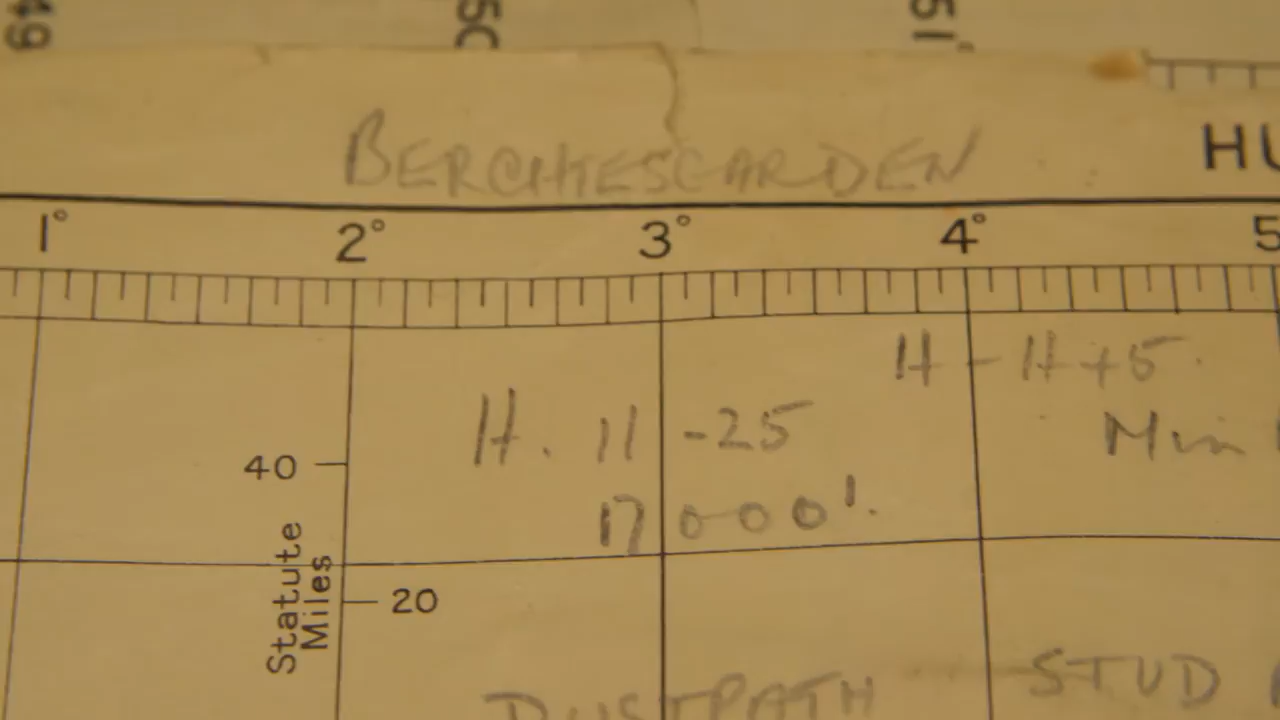 49 50 51'
BERCHTESGARDEN
HU
1° 2° 3° 4° 5
H - H+5.
H. 11 -25
Min
40
17000'.
20
Statute
Miles
DUSTPATH
STUD